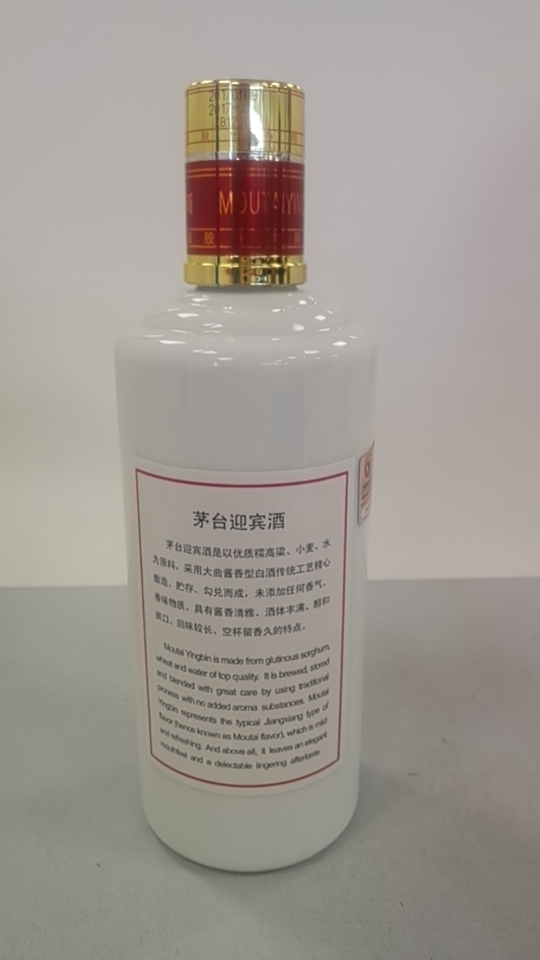 MOUTAIYIN
股
茅台迎宾酒
茅台迎宾酒是以优质糯高粱、小麦、水
为原料，采用大曲酱香型白酒传统工艺精心
酿造、贮存、勾兑而成，未添加任何香气、
香味物质，具有酱香清雅、酒体丰满、醇和
爽口、回味较长、空杯留香久的特点。
Moutai Yingbin is made from glutinous sorghum,
wheat and water of top quality. It is brewed, stored
and blended with great care by using traditional
process with no added aroma substances. Moutai
Yingbin represents the typical Jiangxiang type of
flavor (hence known as Moutai flavor), which is mild
and refreshing. And above all, it leaves an elegant
mouthfeel and a delectable lingering aftertaste.